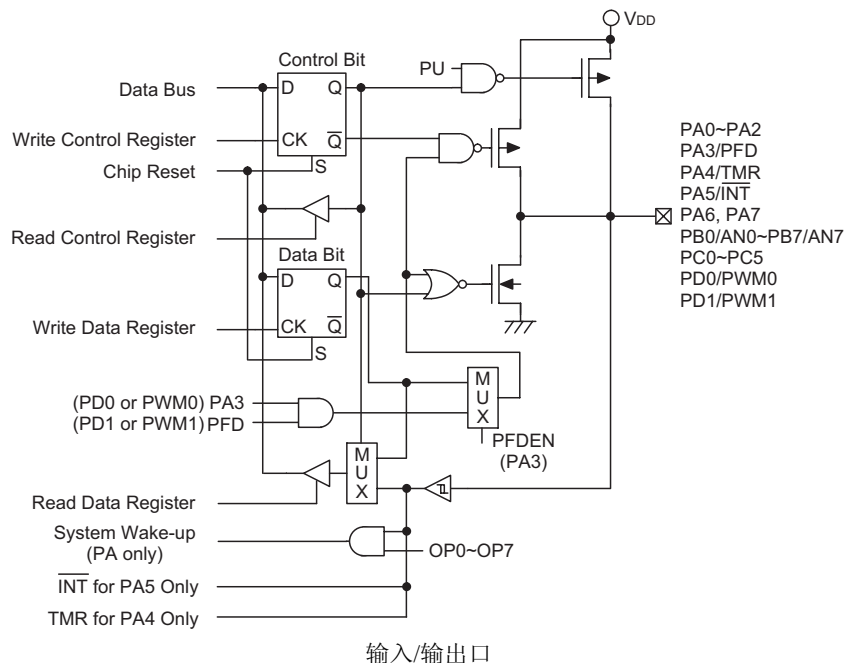 VDD
Control Bit
PU
Data Bus
D Q
Write Control Register
CK Q̅
Chip Reset
S
Read Control Register
Data Bit
D Q
Write Data Register
CK Q̅
S
PA0~PA2
PA3/PFD
PA4/TMR
PA5/I̅N̅T̅
PA6, PA7
PB0/AN0~PB7/AN7
PC0~PC5
PD0/PWM0
PD1/PWM1
(PD0 or PWM0) PA3
(PD1 or PWM1) PFD
M
U
X
PFDEN
(PA3)
M
U
X
Read Data Register
System Wake-up
(PA only)
OP0~OP7
I̅N̅T̅ for PA5 Only
TMR for PA4 Only
输入/输出口